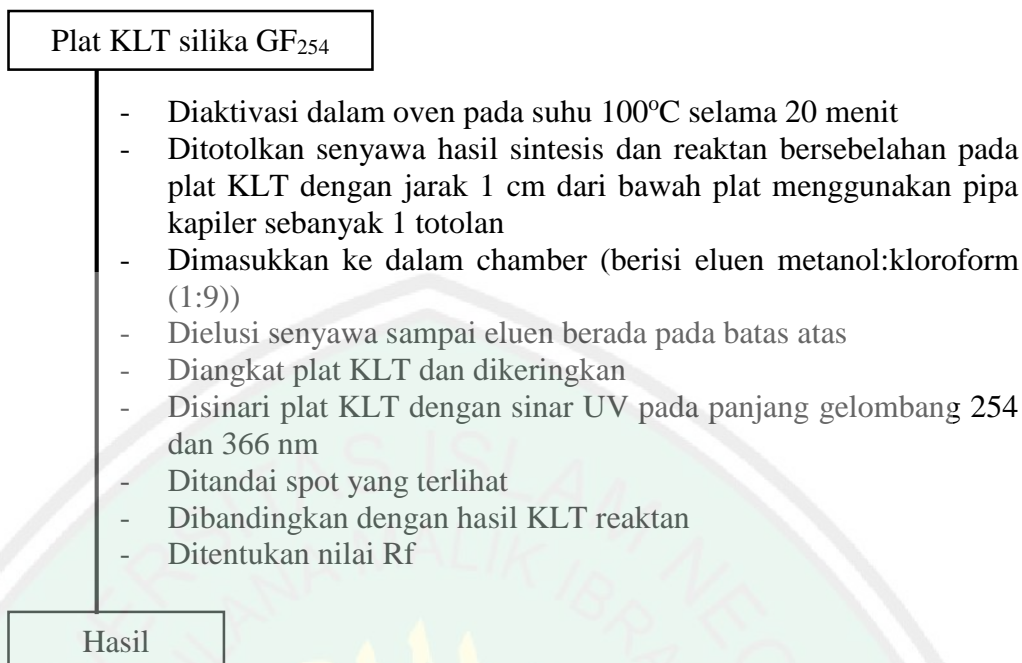 Plat KLT silika GF₂₅₄
- Diaktivasi dalam oven pada suhu 100°C selama 20 menit
- Ditotolkan senyawa hasil sintesis dan reaktan bersebelahan pada
plat KLT dengan jarak 1 cm dari bawah plat menggunakan pipa
kapiler sebanyak 1 totolan
- Dimasukkan ke dalam chamber (berisi eluen metanol:kloroform
(1:9))
- Dielusi senyawa sampai eluen berada pada batas atas
- Diangkat plat KLT dan dikeringkan
- Disinari plat KLT dengan sinar UV pada panjang gelombang 254
dan 366 nm
- Ditandai spot yang terlihat
- Dibandingkan dengan hasil KLT reaktan
- Ditentukan nilai Rf
Hasil